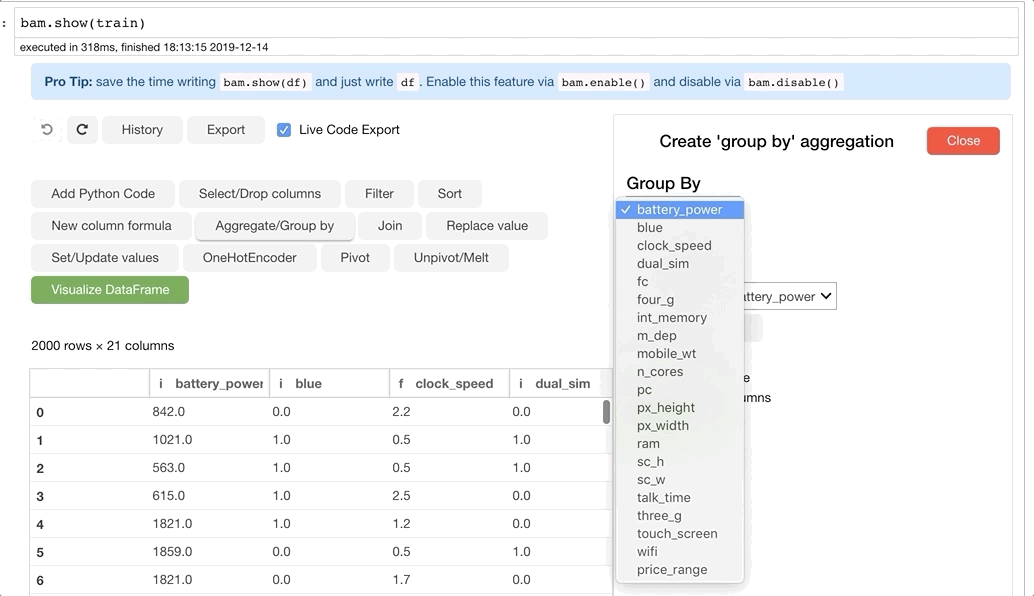 :
bam.show(train)
executed in 318ms, finished 18:13:15 2019-12-14
Pro Tip: save the time writing bam.show(df) and just write df. Enable this feature via bam.enable() and disable via bam.disable()
History Export Live Code Export
Add Python Code Select/Drop columns Filter Sort
New column formula Aggregate/Group by Join Replace value
Set/Update values OneHotEncoder Pivot Unpivot/Melt
Visualize DataFrame
2000 rows × 21 columns
i battery_power i blue f clock_speed i dual_sim
0 842.0 0.0 2.2 0.0
1 1021.0 1.0 0.5 1.0
2 563.0 1.0 0.5 1.0
3 615.0 1.0 2.5 0.0
4 1821.0 1.0 1.2 0.0
5 1859.0 0.0 0.5 1.0
6 1821.0 0.0 1.7 0.0
Create 'group by' aggregation Close
Group By
✓ battery_power
blue
clock_speed
dual_sim
fc
four_g
int_memory
m_dep
mobile_wt
n_cores
pc
px_height
px_width
ram
sc_h
sc_w
talk_time
three_g
touch_screen
wifi
price_range
attery_power